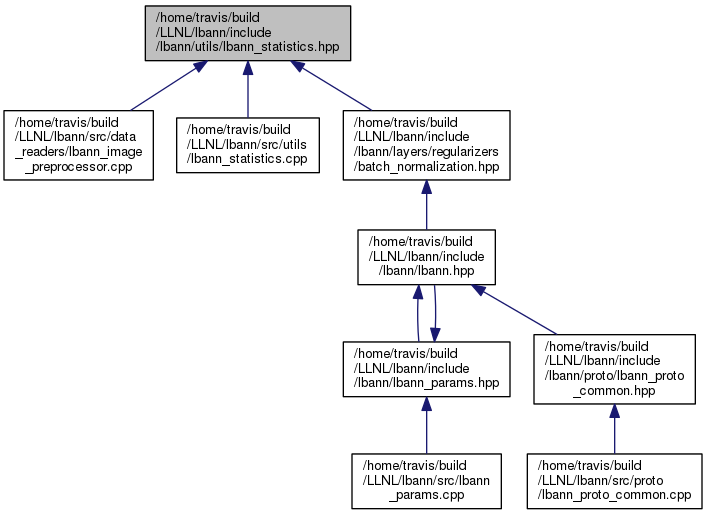 /home/travis/build
/LLNL/lbann/include
/lbann/utils/lbann_statistics.hpp
/home/travis/build
/LLNL/lbann/src/data
_readers/lbann_image
_preprocessor.cpp
/home/travis/build
/LLNL/lbann/src/utils
/lbann_statistics.cpp
/home/travis/build
/LLNL/lbann/include
/lbann/layers/regularizers
/batch_normalization.hpp
/home/travis/build
/LLNL/lbann/include
/lbann/lbann.hpp
/home/travis/build
/LLNL/lbann/include
/lbann/lbann_params.hpp
/home/travis/build
/LLNL/lbann/include
/lbann/proto/lbann_proto
_common.hpp
/home/travis/build
/LLNL/lbann/src/lbann
_params.cpp
/home/travis/build
/LLNL/lbann/src/proto
/lbann_proto_common.cpp